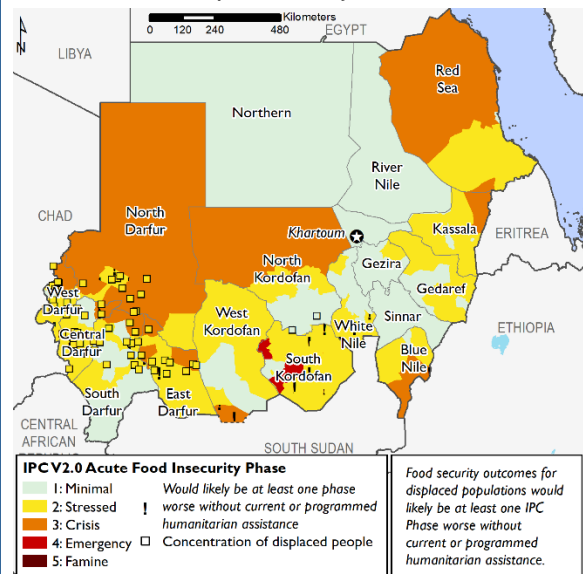 Kilometers
0 120 240 480
N
EGYPT
LIBYA
Red
Sea
Northern
River
Nile
CHAD
North
Darfur
Khartoum
Kassala
ERITREA
North
Kordofan
Gezira
West
Darfur
Gedaref
West
Kordofan
Central
Darfur
White
Nile
Sinnar
ETHIOPIA
South
Kordofan
Blue
Nile
South
Darfur
East
Darfur
CENTRAL
AFRICAN
SOUTH SUDAN
IPC V2.0 Acute Food Insecurity Phase
1: Minimal
2: Stressed
3: Crisis
4: Emergency
5: Famine
! Would likely be at least one phase
worse without current or programmed
humanitarian assistance
Concentration of displaced people
Food security outcomes for
displaced populations would
likely be at least one IPC
Phase worse without
current or programmed
humanitarian assistance.